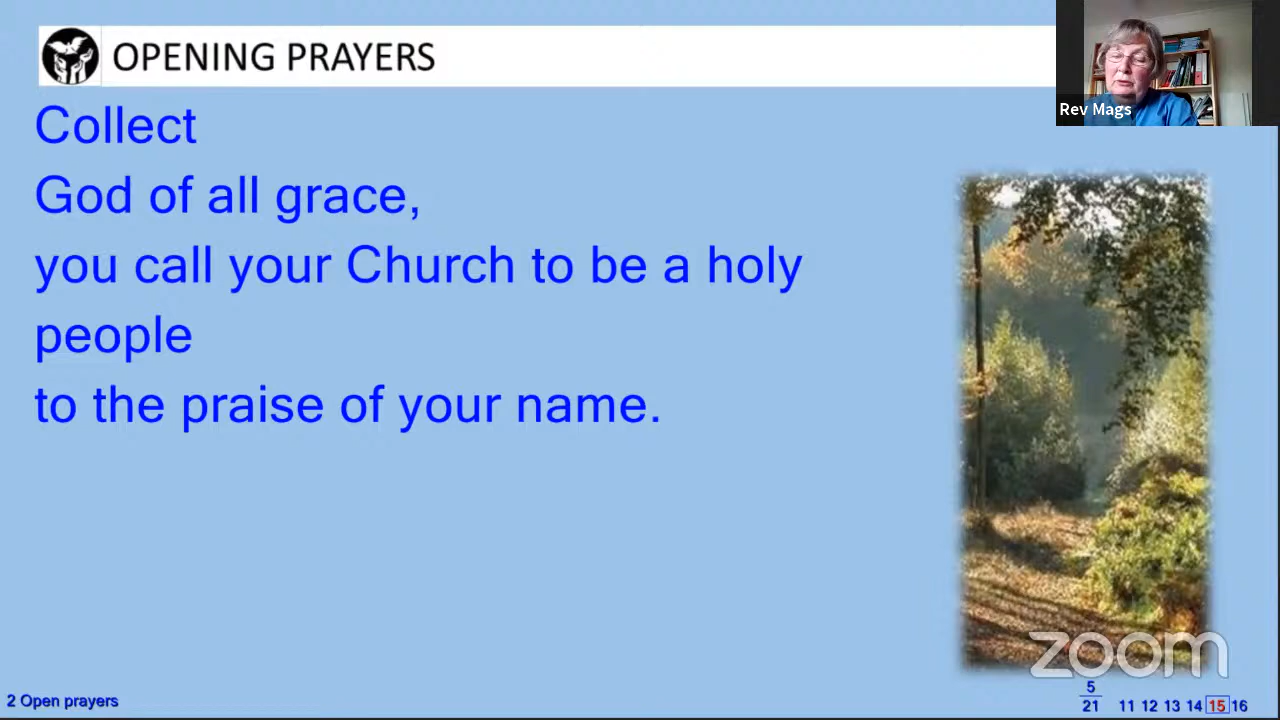 OPENING PRAYERS
Rev Mags
Collect
God of all grace,
you call your Church to be a holy
people
to the praise of your name.
zoom
2 Open prayers
5
21
11 12 13 14 15 16